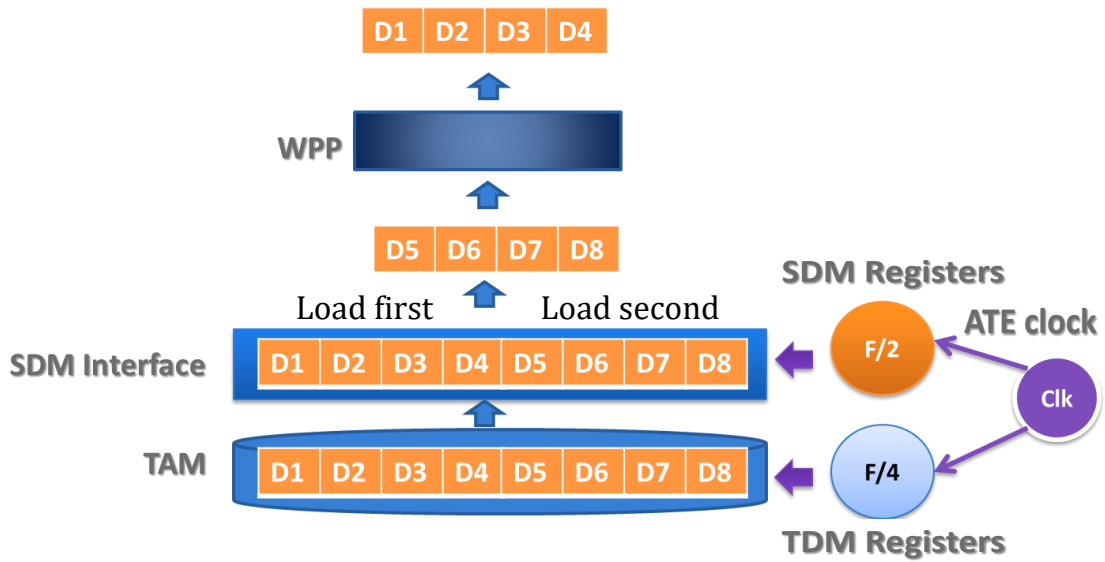 D1 D2 D3 D4
WPP
D5 D6 D7 D8
SDM Registers
Load first Load second
ATE clock
SDM Interface
D1 D2 D3 D4 D5 D6 D7 D8
F/2
Clk
TAM
D1 D2 D3 D4 D5 D6 D7 D8
F/4
TDM Registers